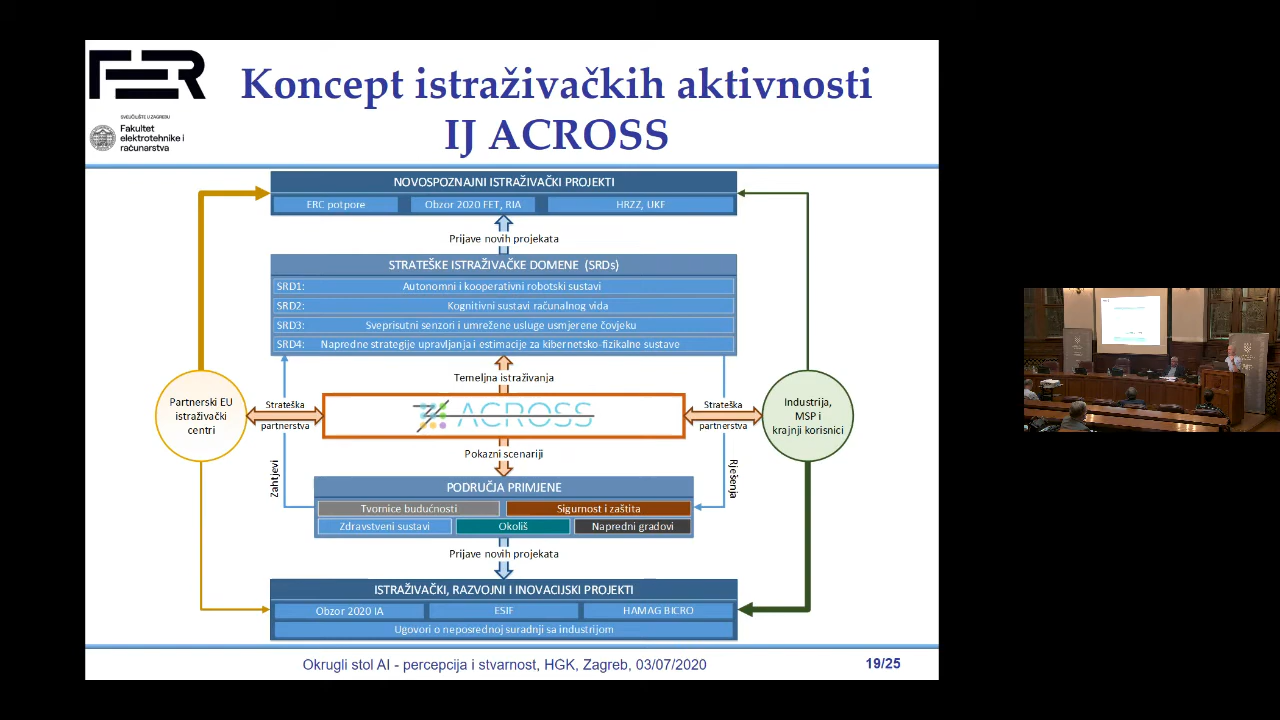 FER
SVEUČILIŠTE U ZAGREBU
Fakultet
elektrotehnike i
računarstva
Koncept istraživačkih aktivnosti
IJ ACROSS
NOVOSPOZNAJNI ISTRAŽIVAČKI PROJEKTI
ERC potpore
Obzor 2020 FET, RIA
HRZZ, UKF
Prijave novih projekata
STRATEŠKE ISTRAŽIVAČKE DOMENE (SRDs)
SRD1: Autonomni i kooperativni robotski sustavi
SRD2: Kognitivni sustavi računalnog vida
SRD3: Sveprisutni senzori i umrežene usluge usmjerene čovjeku
SRD4: Napredne strategije upravljanja i estimacije za kibernetsko-fizikalne sustave
Temeljna istraživanja
Partnerski EU
istraživački
centri
Strateška
partnerstva
ACROSS
Strateška
partnerstva
Industrija,
MSP i
krajnji korisnici
Pokazni scenariji
Zahtjevi
Rješenja
PODRUČJA PRIMJENE
Tvornice budućnosti
Sigurnost i zaštita
Zdravstveni sustavi
Okoliš
Napredni gradovi
Prijave novih projekata
ISTRAŽIVAČKI, RAZVOJNI I INOVACIJSKI PROJEKTI
Obzor 2020 IA
ESIF
HAMAG BICRO
Ugovori o neposrednoj suradnji sa industrijom
Okrugli stol AI - percepcija i stvarnost, HGK, Zagreb, 03/07/2020
19/25